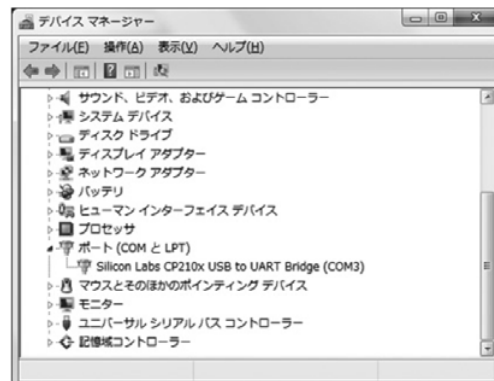 デバイス マネージャー
ファイル(F) 操作(A) 表示(V) ヘルプ(H)
サウンド、ビデオ、およびゲーム コントローラー
システム デバイス
ディスク ドライブ
ディスプレイ アダプター
ネットワーク アダプター
バッテリ
ヒューマン インターフェイス デバイス
プロセッサ
ポート (COM と LPT)
Silicon Labs CP210x USB to UART Bridge (COM3)
マウスとそのほかのポインティング デバイス
モニター
ユニバーサル シリアル バス コントローラー
記憶域コントローラー